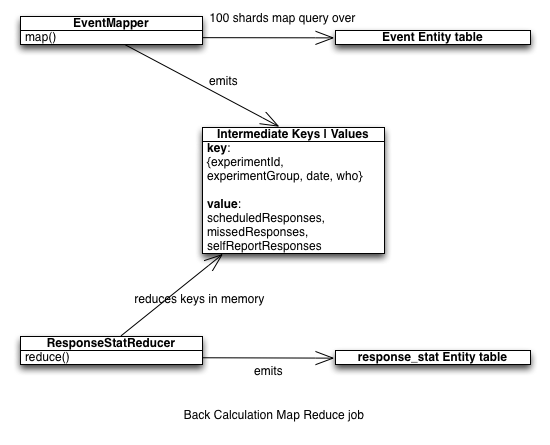 100 shards map query over
EventMapper
map()
Event Entity table
emits
Intermediate Keys | Values
key:
{experimentId,
experimentGroup, date, who}
value:
scheduledResponses,
missedResponses,
selfReportResponses
reduces keys in memory
ResponseStatReducer
reduce()
response_stat Entity table
emits
Back Calculation Map Reduce job